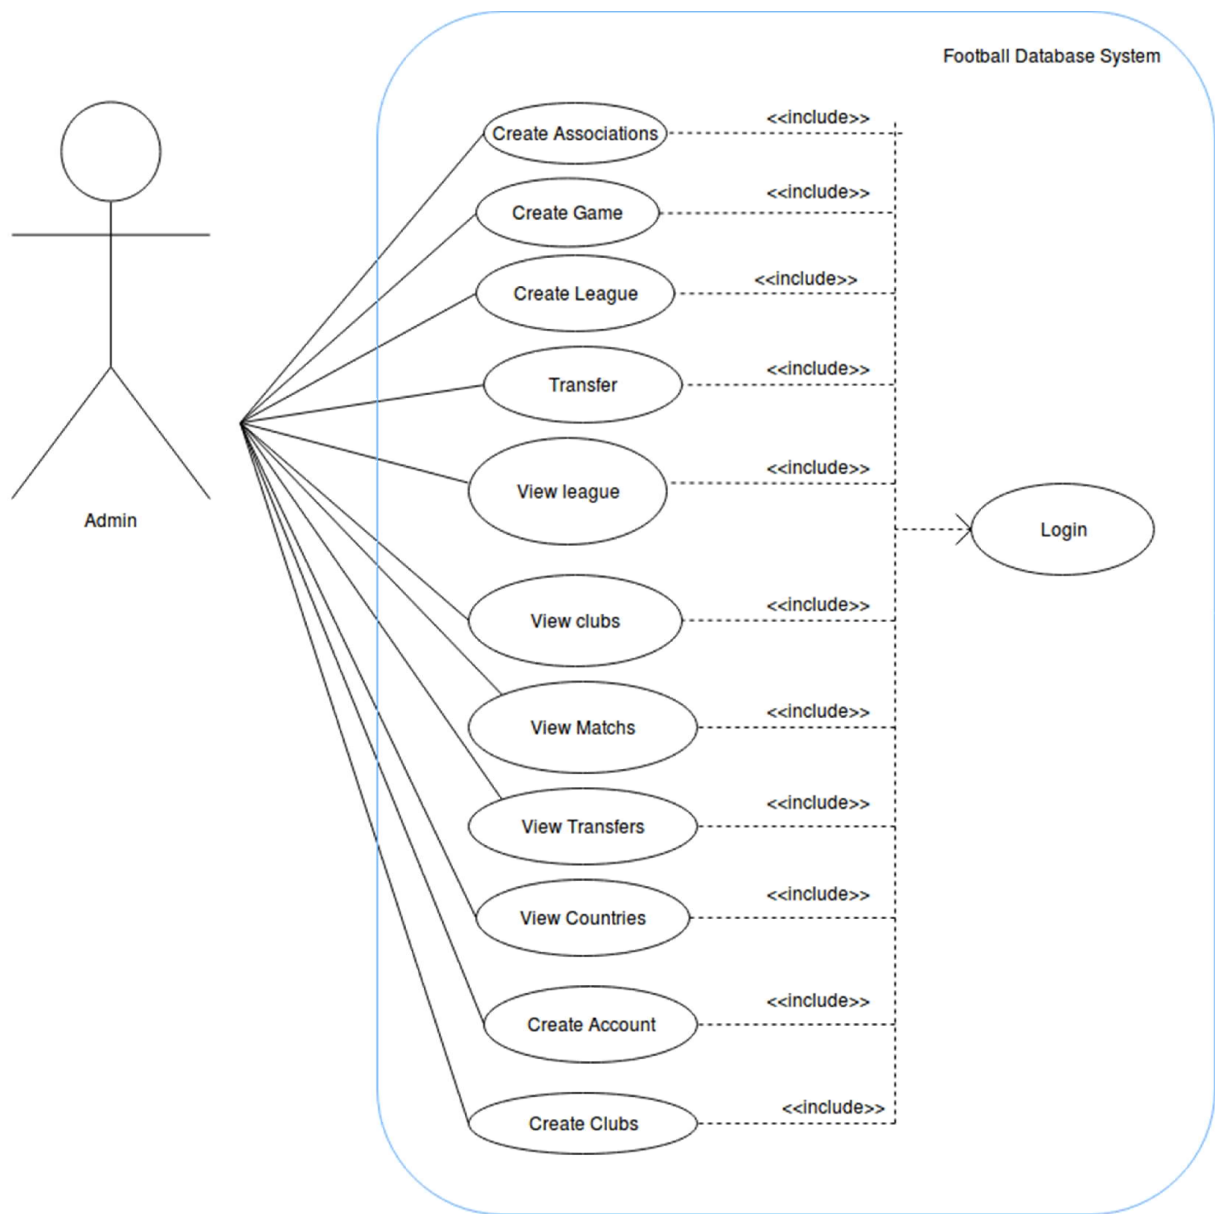 Football Database System
Create Associations
<<include>>
Create Game
<<include>>
Create League
<<include>>
Transfer
<<include>>
View league
<<include>>
Admin
Login
View clubs
<<include>>
View Matchs
<<include>>
View Transfers
<<include>>
View Countries
<<include>>
Create Account
<<include>>
Create Clubs
<<include>>